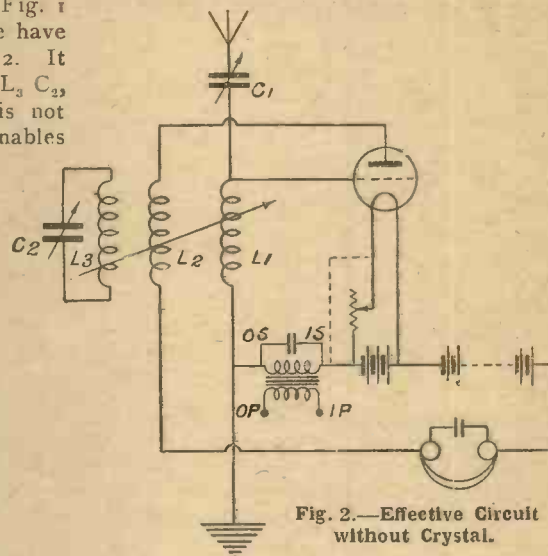 Fig. 1
e have
2. It
L₃ C₂,
is not
nables
C1
C2
L3
L2
L1
OS
IS
OP
IP
Fig. 2.—Effective Circuit
without Crystal.